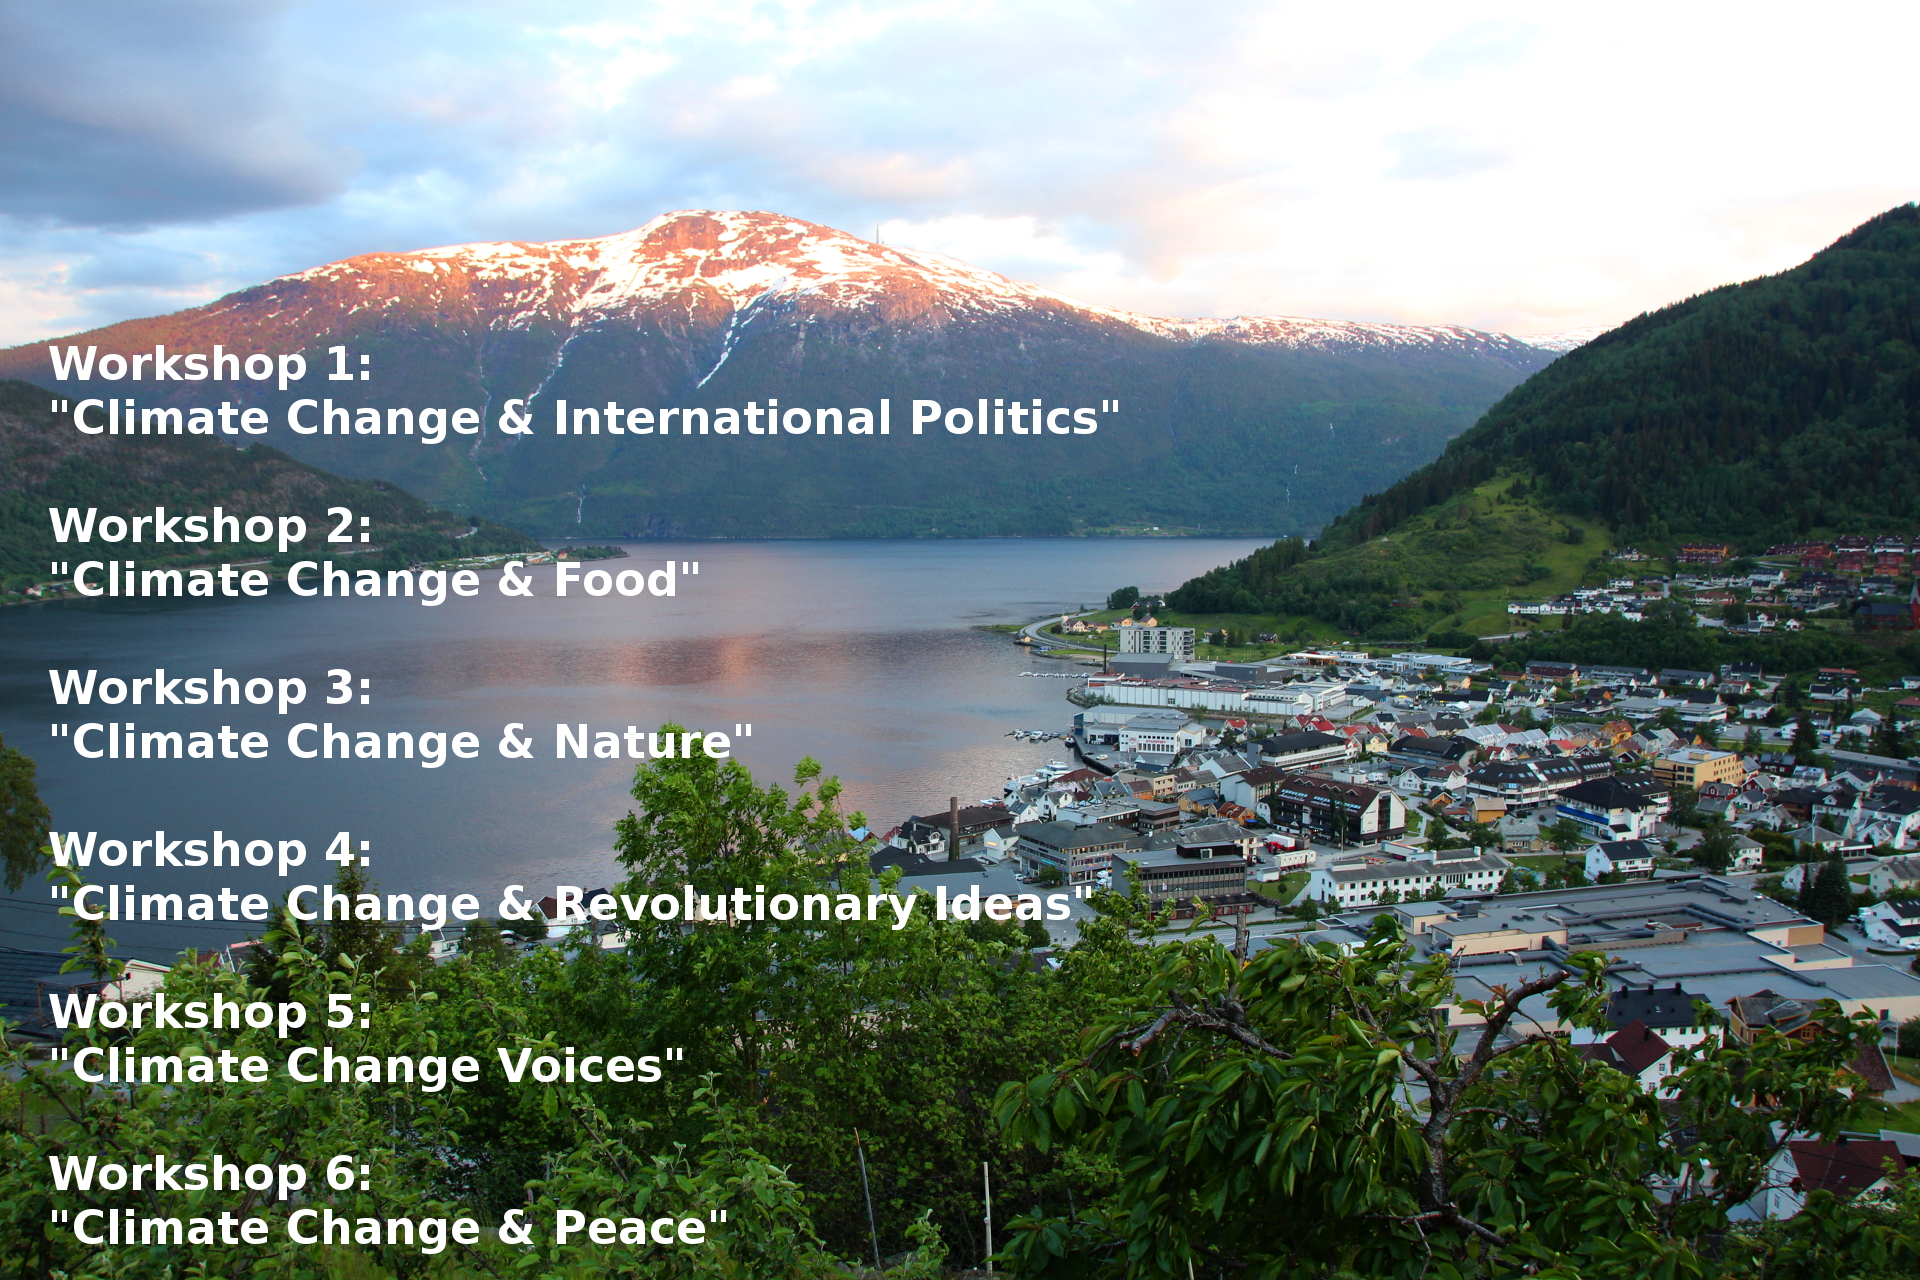 Workshop 1:
"Climate Change & International Politics"
Workshop 2:
"Climate Change & Food"
Workshop 3:
"Climate Change & Nature"
Workshop 4:
"Climate Change & Revolutionary Ideas"
Workshop 5:
"Climate Change Voices"
Workshop 6:
"Climate Change & Peace"